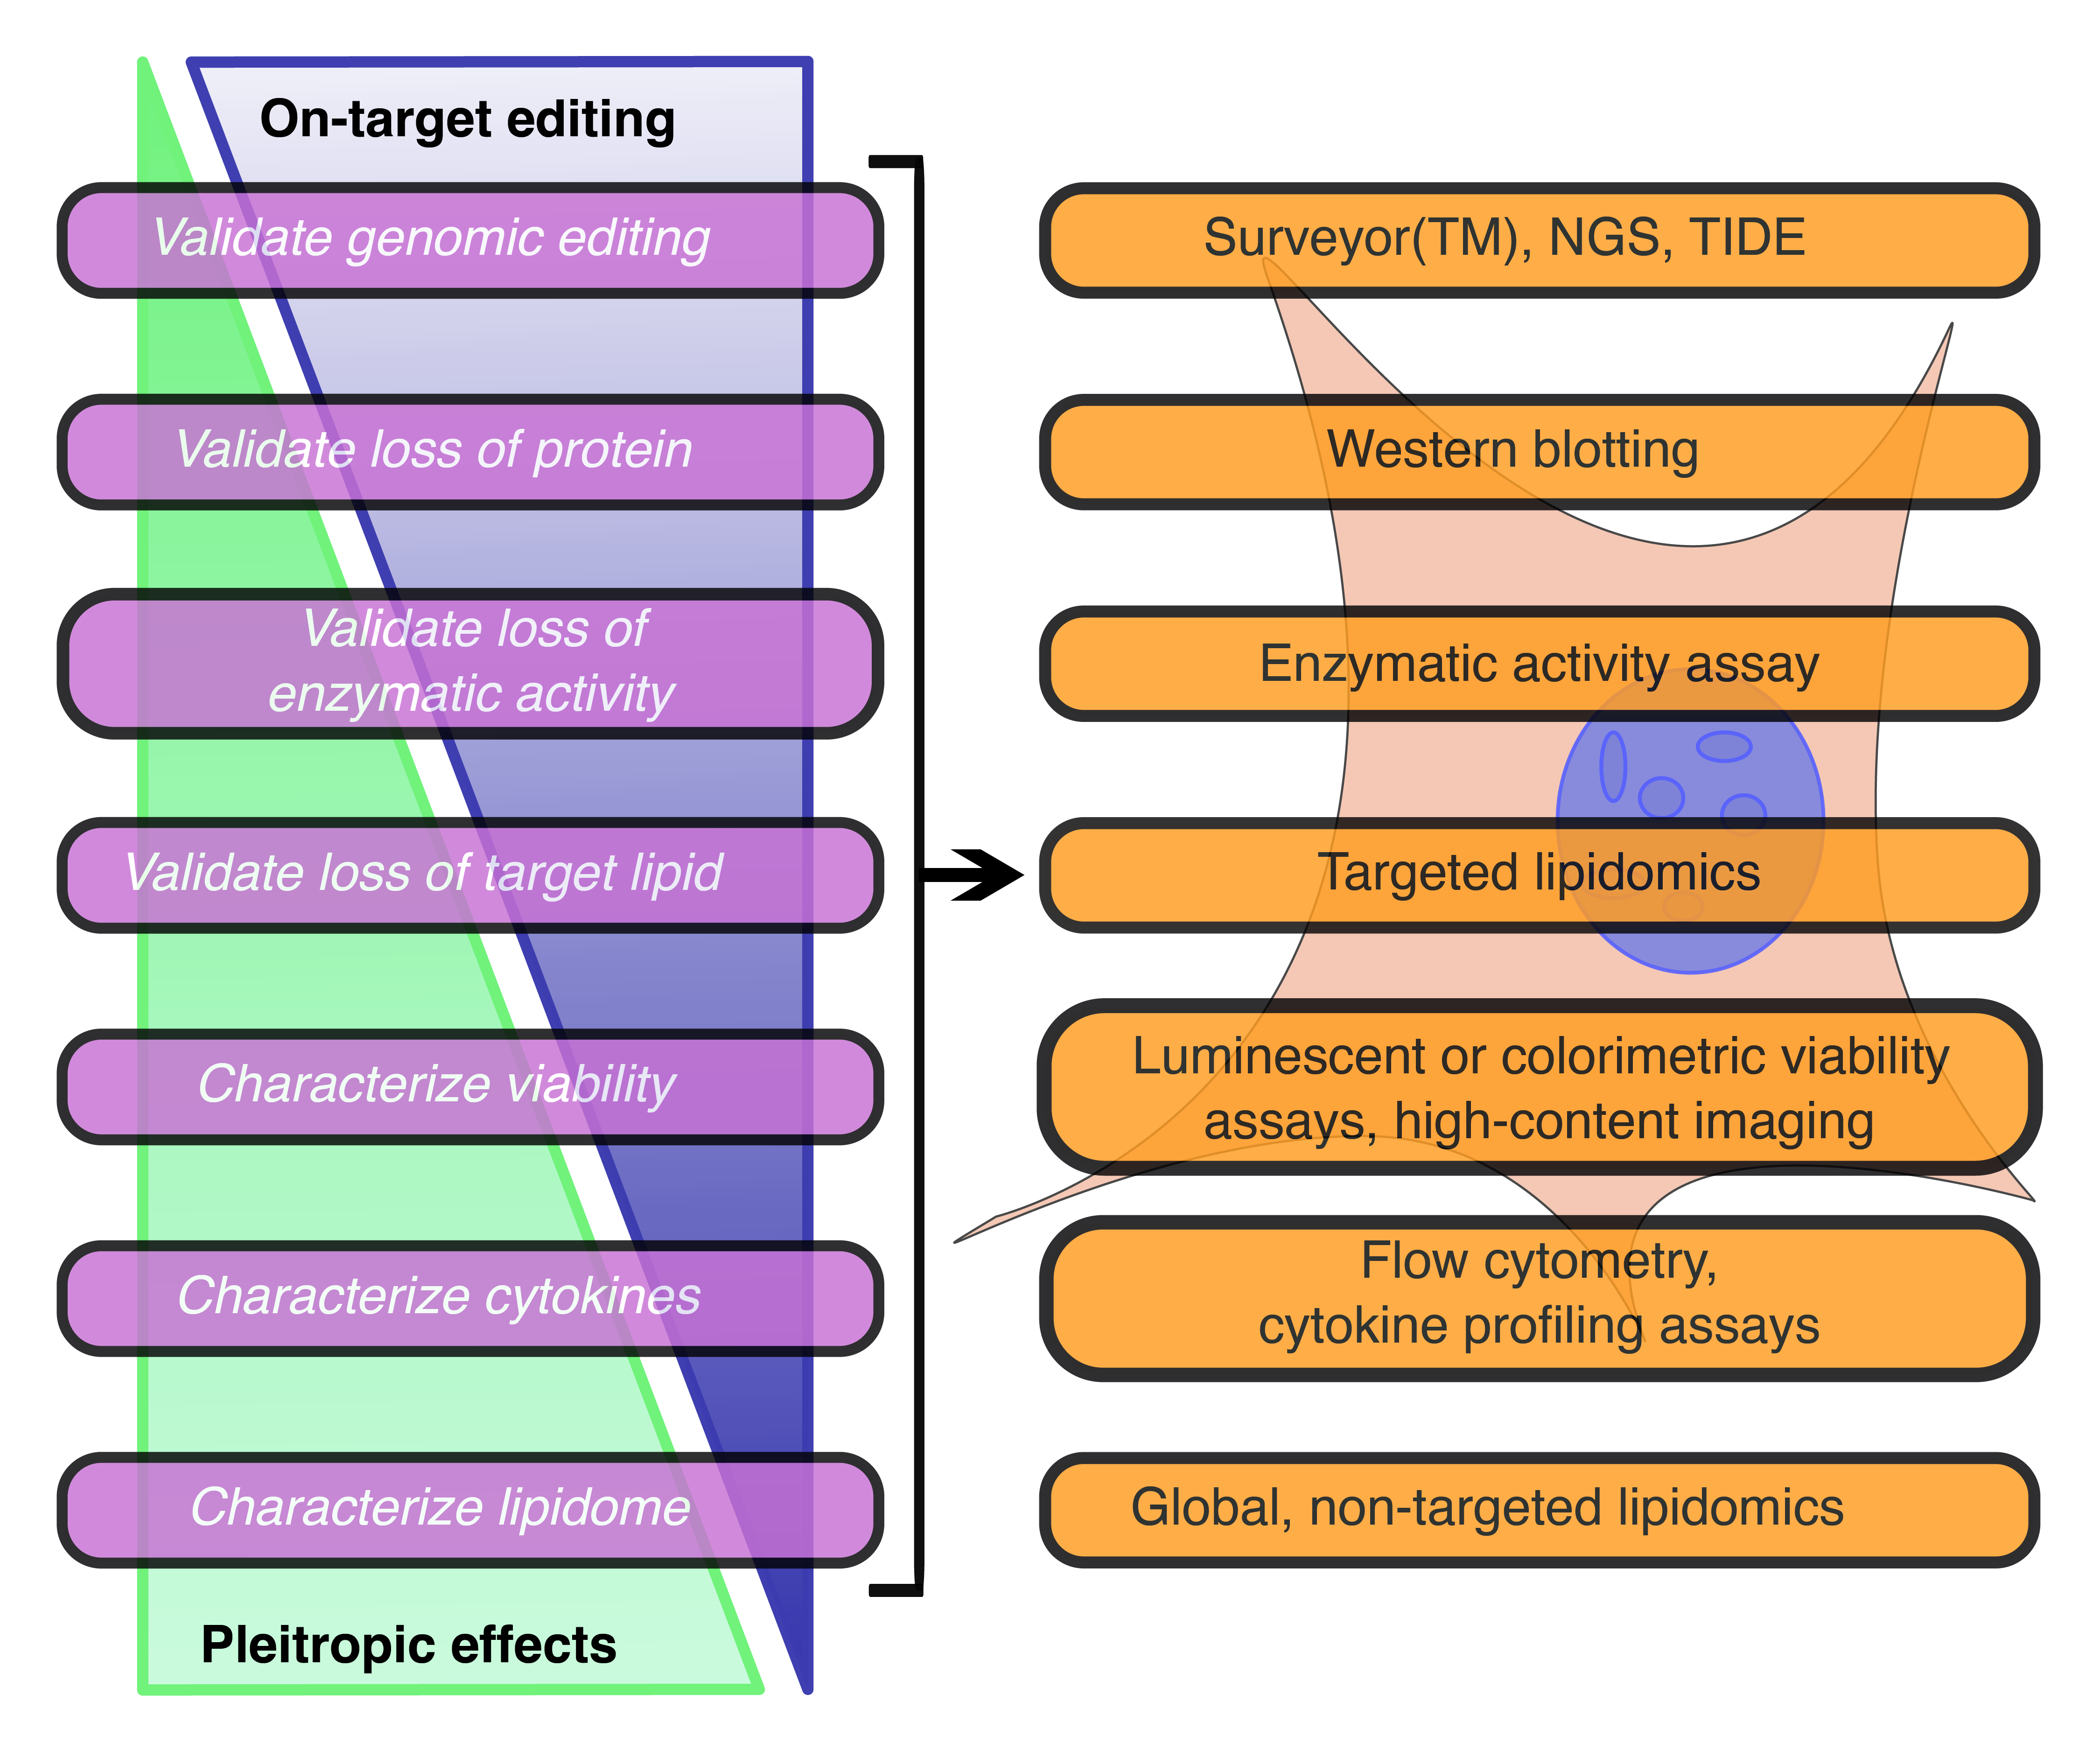 On-target editing
Validate genomic editing
Surveyor(TM), NGS, TIDE
Validate loss of protein
Western blotting
Validate loss of
enzymatic activity
Enzymatic activity assay
Validate loss of target lipid
Targeted lipidomics
Characterize viability
Luminescent or colorimetric viability
assays, high-content imaging
Characterize cytokines
Flow cytometry,
cytokine profiling assays
Characterize lipidome
Global, non-targeted lipidomics
Pleitropic effects